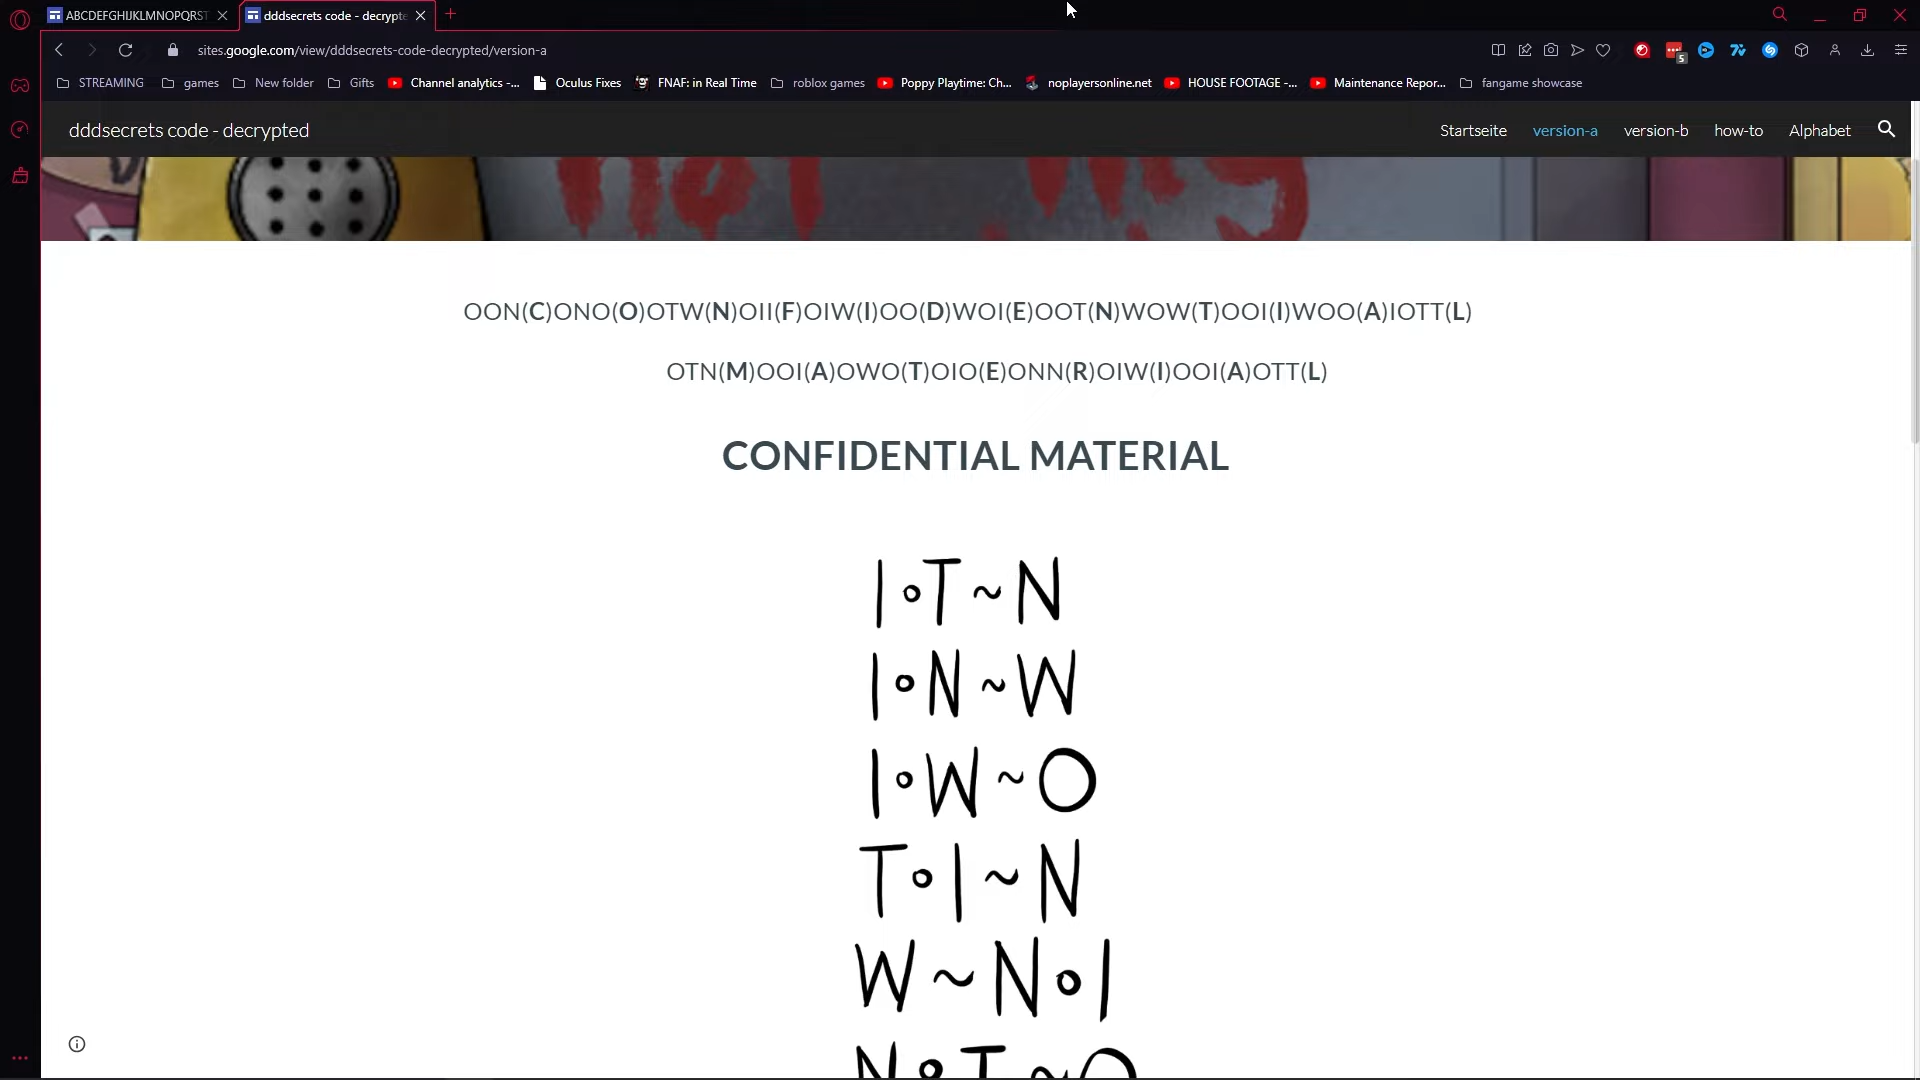 ABCDEFGHIJKLMNOPQRST
dddsecrets code - decrypte
sites.google.com/view/dddsecrets-code-decrypted/version-a
5
STREAMING games New folder Gifts Channel analytics -... Oculus Fixes FNAF: in Real Time roblox games Poppy Playtime: Ch... noplayersonline.net HOUSE FOOTAGE -... Maintenance Repor... fangame showcase
dddsecrets code - decrypted Startseite version-a version-b how-to Alphabet
OON(C)ONO(O)OTW(N)OII(F)OIW(I)OO(D)WOI(E)OOT(N)WOW(T)OOI(I)WOO(A)IOTT(L)
OTN(M)OOI(A)OWO(T)OIO(E)ONN(R)OIW(I)OOI(A)OTT(L)
CONFIDENTIAL MATERIAL
I∘T~N
I∘N~W
I∘W~O
T∘I~N
W~N∘I
N∘T~O